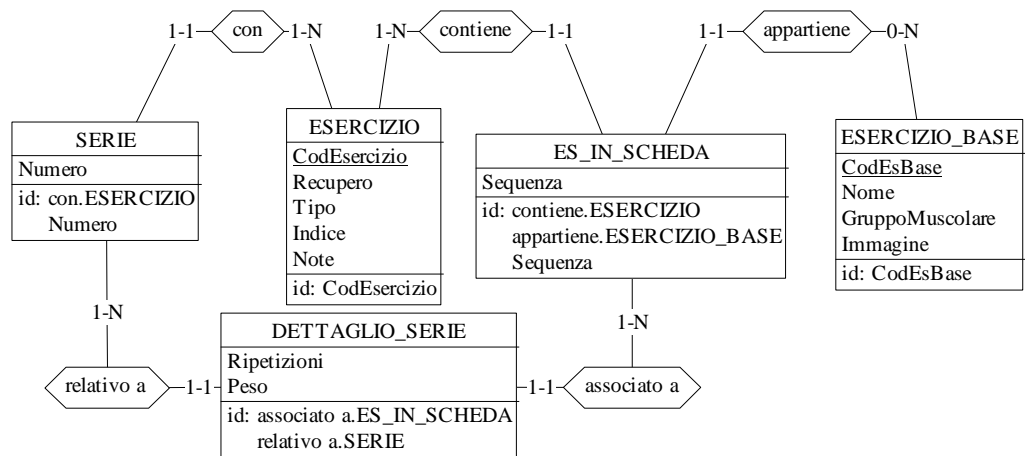 1-1
con
1-N
1-N
contiene
1-1
1-1
appartiene
0-N
SERIE
Numero
id: con.ESERCIZIO
Numero
ESERCIZIO
CodEsercizio
Recupero
Tipo
Indice
Note
id: CodEsercizio
ES_IN_SCHEDA
Sequenza
id: contiene.ESERCIZIO
appartiene.ESERCIZIO_BASE
Sequenza
ESERCIZIO_BASE
CodEsBase
Nome
GruppoMuscolare
Immagine
id: CodEsBase
1-N
1-N
relativo a
1-1
DETTAGLIO_SERIE
Ripetizioni
Peso
id: associato a.ES_IN_SCHEDA
relativo a.SERIE
1-1
associato a